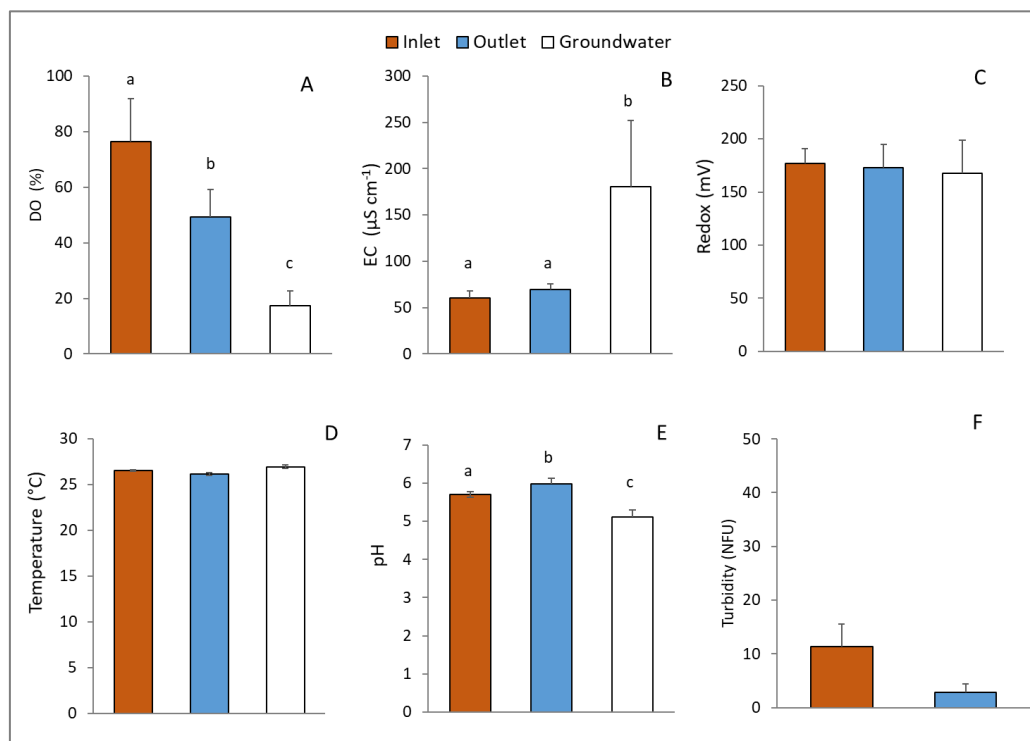 Inlet Outlet Groundwater
A
DO (%)
100
80
60
40
20
0
a
b
c
B
EC (µS cm⁻¹)
300
250
200
150
100
50
0
a
a
b
C
Redox (mV)
250
200
150
100
50
0
D
Temperature (°C)
30
25
20
15
10
5
0
E
pH
7
6
5
4
3
2
1
0
a
b
c
F
Turbidity (NFU)
50
40
30
20
10
0